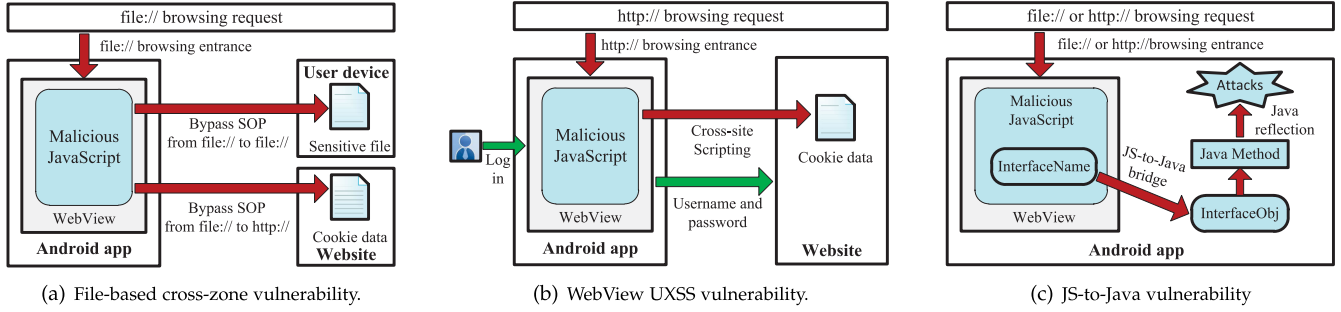 file:// browsing request
file:// browsing entrance
Malicious
JavaScript
WebView
Android app
Bypass SOP
from file:// to file://
Bypass SOP
from file:// to http://
User device
Sensitive file
Cookie data
Website
(a) File-based cross-zone vulnerability.
http:// browsing request
http:// browsing entrance
Log
in
Malicious
JavaScript
WebView
Android app
Cross-site
Scripting
Username and
password
Cookie data
Website
(b) WebView UXSS vulnerability.
file:// or http:// browsing request
file:// or http://browsing entrance
Malicious
JavaScript
InterfaceName
WebView
JS-to-Java
bridge
Attacks
Java
reflection
Java Method
InterfaceObj
Android app
(c) JS-to-Java vulnerability